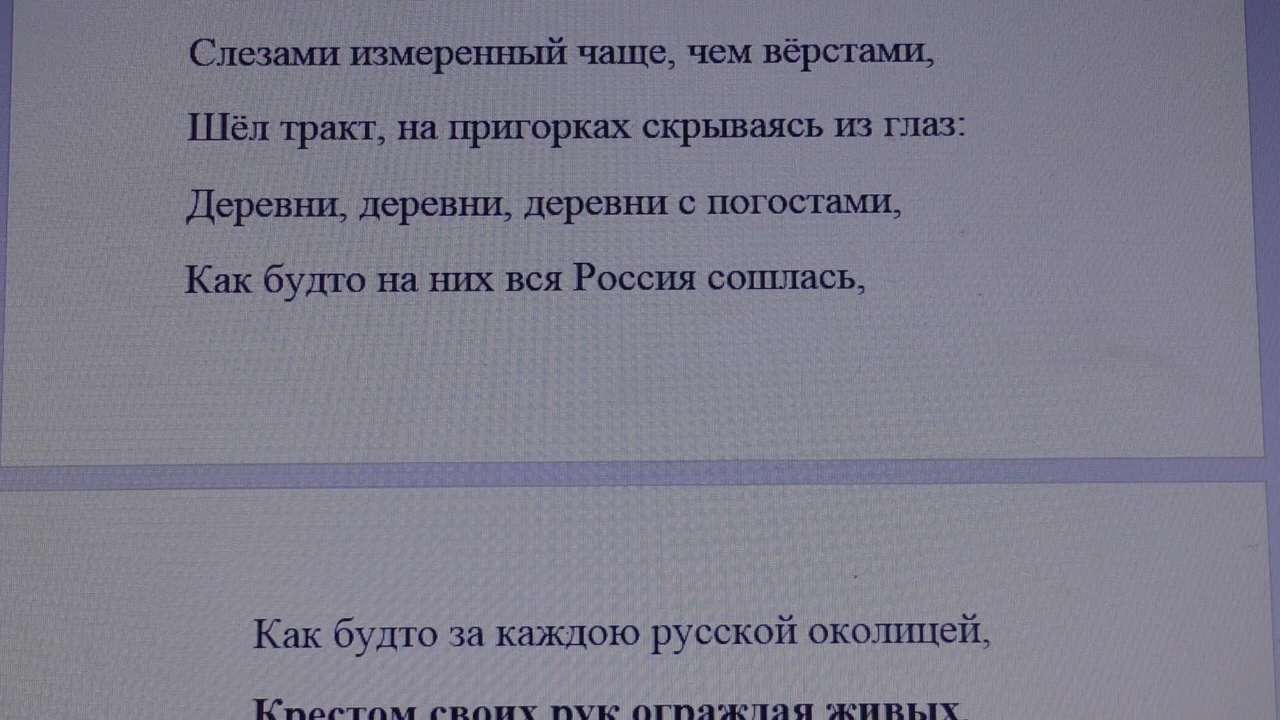 Слезами измеренный чаще, чем вёрстами,
Шёл тракт, на пригорках скрываясь из глаз:
Деревни, деревни, деревни с погостами,
Как будто на них вся Россия сошлась,
Как будто за каждою русской околицей,
Крестом своих рук ограждая живых,